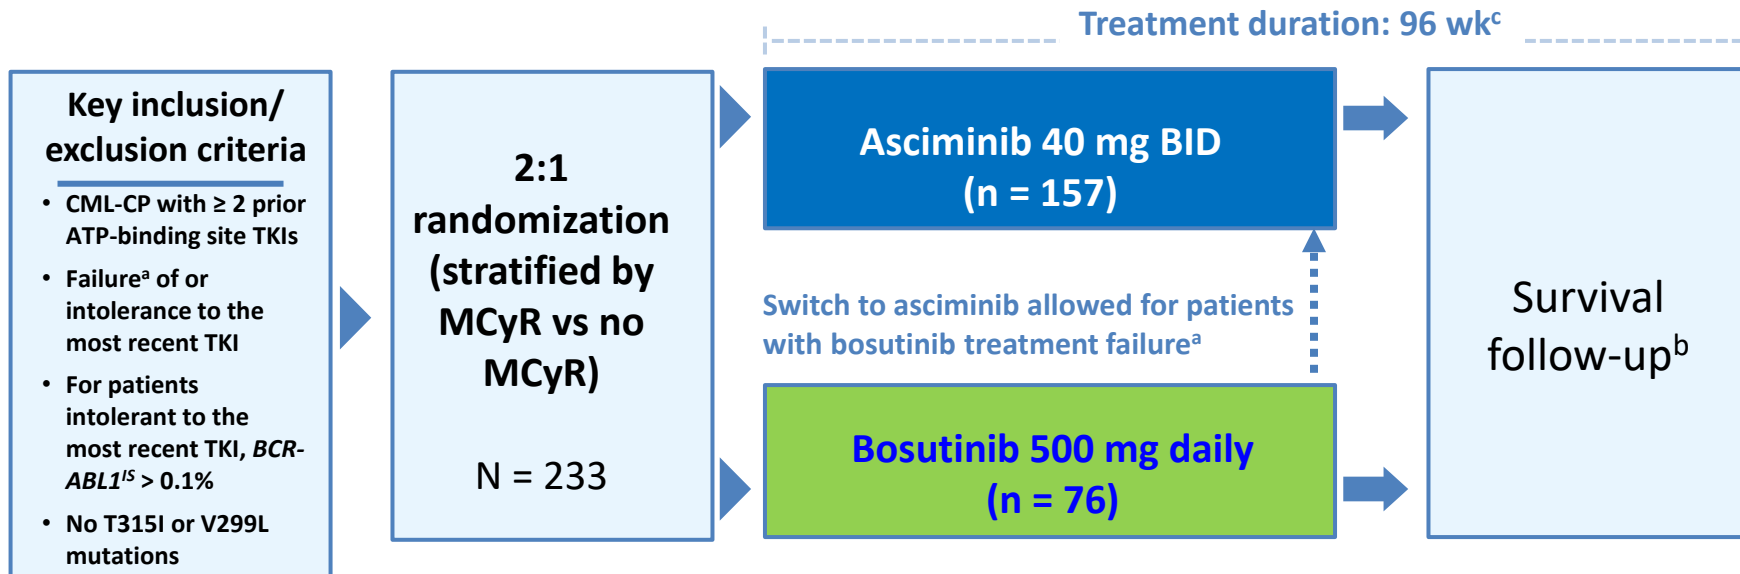 Treatment duration: 96 wkᶜ
Key inclusion/
exclusion criteria
• CML-CP with ≥ 2 prior
ATP-binding site TKIs
• Failureᵃ of or
intolerance to the
most recent TKI
• For patients
intolerant to the
most recent TKI, BCR-
ABL1ᴵˢ > 0.1%
• No T315I or V299L
mutations
2:1
randomization
(stratified by
MCyR vs no
MCyR)
N = 233
Asciminib 40 mg BID
(n = 157)
Switch to asciminib allowed for patients
with bosutinib treatment failureᵃ
Bosutinib 500 mg daily
(n = 76)
Survival
follow-upᵇ